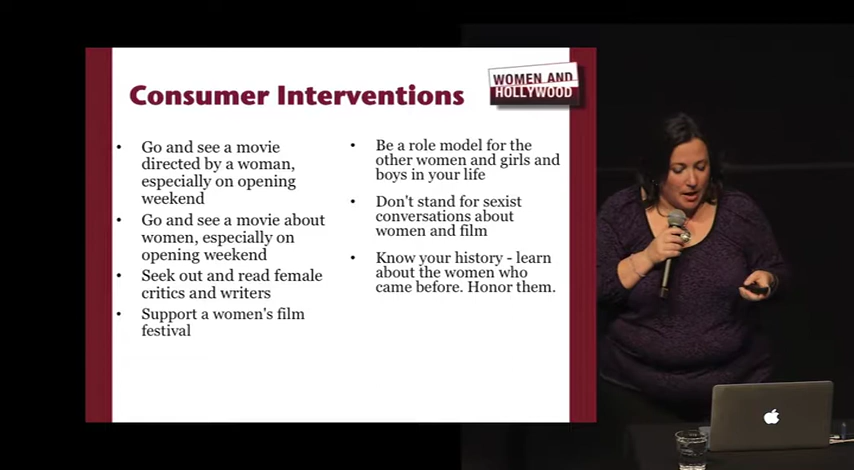 Consumer Interventions
WOMEN AND
HOLLYWOOD
• Go and see a movie
directed by a woman,
especially on opening
weekend
• Go and see a movie about
women, especially on
opening weekend
• Seek out and read female
critics and writers
• Support a women's film
festival
• Be a role model for the
other women and girls and
boys in your life
• Don't stand for sexist
conversations about
women and film
• Know your history - learn
about the women who
came before. Honor them.